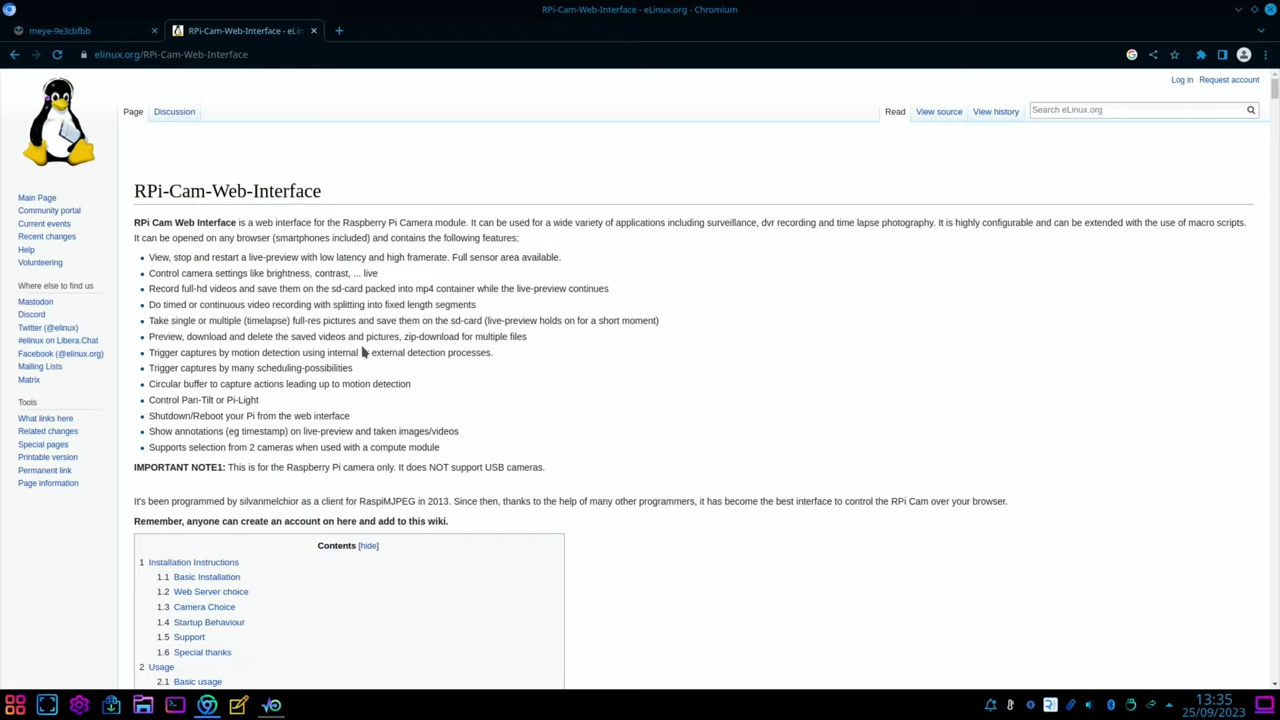 RPi-Cam-Web-Interface - eLinux.org - Chromium
meye-9e3cbfbb
RPi-Cam-Web-Interface - eLin
elinux.org/RPi-Cam-Web-Interface
Log in Request account
Page Discussion Read View source View history Search eLinux.org
RPi-Cam-Web-Interface
Main Page
Community portal
Current events
Recent changes
Help
Volunteering
Where else to find us
Mastodon
Discord
Twitter (@elinux)
#elinux on Libera.Chat
Facebook (@elinux.org)
Mailing Lists
Matrix
Tools
What links here
Related changes
Special pages
Printable version
Permanent link
Page information
RPi Cam Web Interface is a web interface for the Raspberry Pi Camera module. It can be used for a wide variety of applications including surveillance, dvr recording and time lapse photography. It is highly configurable and can be extended with the use of macro scripts.
It can be opened on any browser (smartphones included) and contains the following features:
• View, stop and restart a live-preview with low latency and high framerate. Full sensor area available.
• Control camera settings like brightness, contrast, ... live
• Record full-hd videos and save them on the sd-card packed into mp4 container while the live-preview continues
• Do timed or continuous video recording with splitting into fixed length segments
• Take single or multiple (timelapse) full-res pictures and save them on the sd-card (live-preview holds on for a short moment)
• Preview, download and delete the saved videos and pictures, zip-download for multiple files
• Trigger captures by motion detection using internal external detection processes.
• Trigger captures by many scheduling-possibilities
• Circular buffer to capture actions leading up to motion detection
• Control Pan-Tilt or Pi-Light
• Shutdown/Reboot your Pi from the web interface
• Show annotations (eg timestamp) on live-preview and taken images/videos
• Supports selection from 2 cameras when used with a compute module
IMPORTANT NOTE1: This is for the Raspberry Pi camera only. It does NOT support USB cameras.
It's been programmed by silvanmelchior as a client for RaspiMJPEG in 2013. Since then, thanks to the help of many other programmers, it has become the best interface to control the RPi Cam over your browser.
Remember, anyone can create an account on here and add to this wiki.
Contents [hide]
1 Installation Instructions
1.1 Basic Installation
1.2 Web Server choice
1.3 Camera Choice
1.4 Startup Behaviour
1.5 Support
1.6 Special thanks
2 Usage
2.1 Basic usage
13:35
25/09/2023